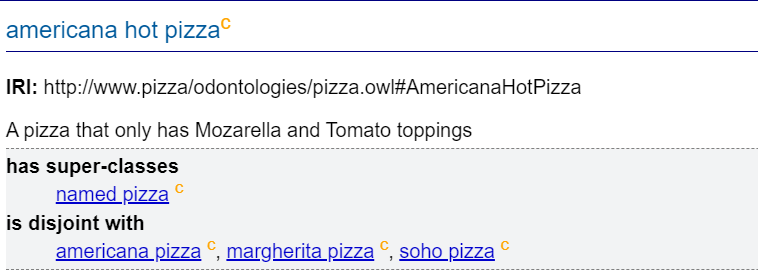 americana hot pizza c
IRI: http://www.pizza/odontologies/pizza.owl#AmericanaHotPizza
A pizza that only has Mozarella and Tomato toppings
has super-classes
named pizza c
is disjoint with
americana pizza c, margherita pizza c, soho pizza c